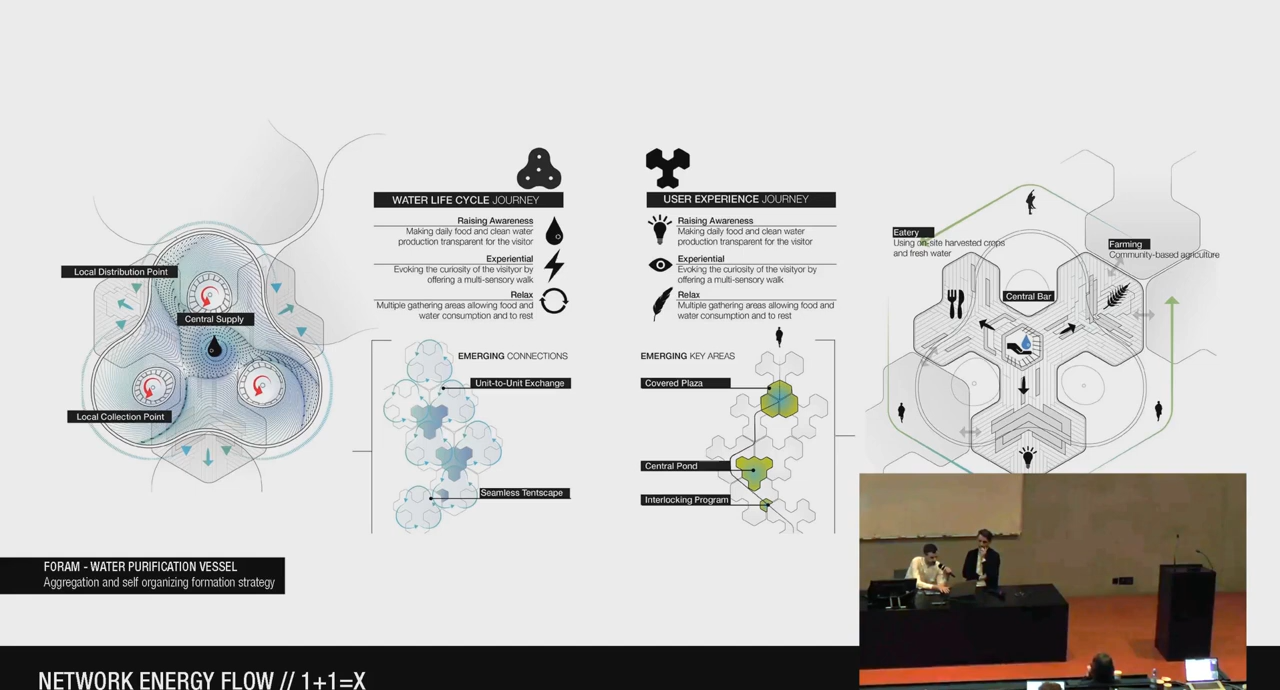 WATER LIFE CYCLE JOURNEY
Raising Awareness
Making daily food and clean water
production transparent for the visitor
Experiential
Evoking the curiosity of the visityor by
offering a multi-sensory walk
Relax
Multiple gathering areas allowing food and
water consumption and to rest
USER EXPERIENCE JOURNEY
Raising Awareness
Making daily food and clean water
production transparent for the visitor
Experiential
Evoking the curiosity of the visityor by
offering a multi-sensory walk
Relax
Multiple gathering areas allowing food and
water consumption and to rest
Local Distribution Point
Central Supply
Local Collection Point
EMERGING CONNECTIONS
Unit-to-Unit Exchange
Seamless Tentscape
EMERGING KEY AREAS
Covered Plaza
Central Pond
Interlocking Program
Eatery
Using on-site harvested crops
and fresh water
Farming
Community-based agriculture
Central Bar
FORAM - WATER PURIFICATION VESSEL
Aggregation and self organizing formation strategy
NETWORK ENERGY FLOW // 1+1=X